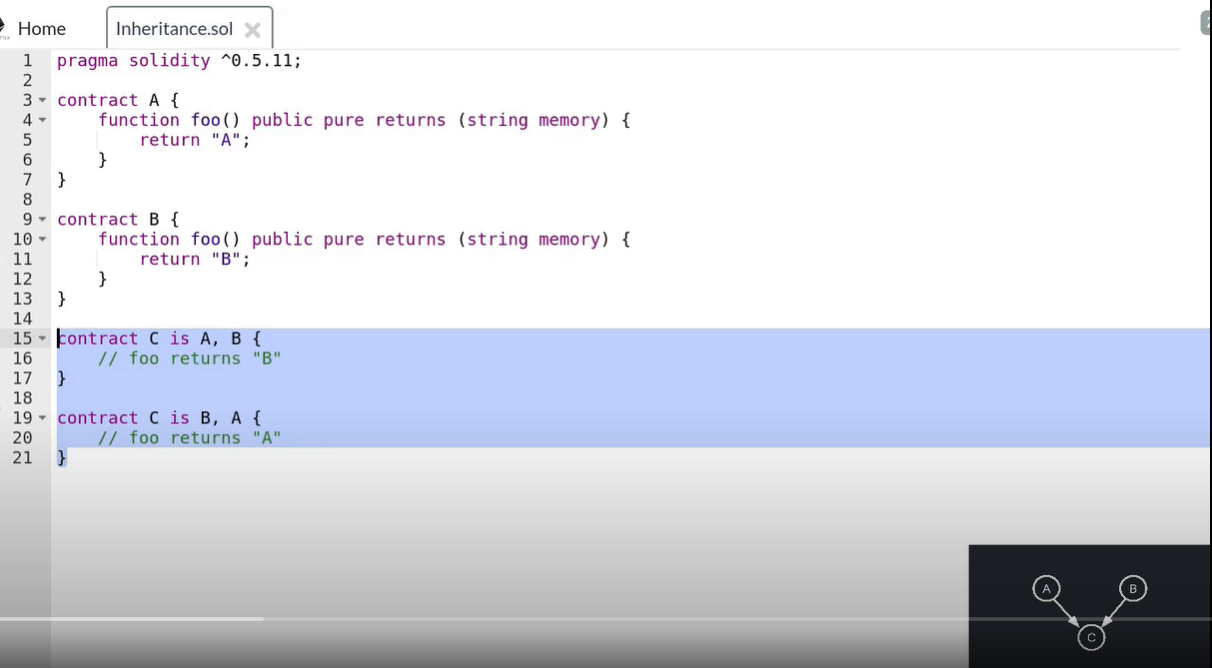 Home
Inheritance.sol
1 pragma solidity ^0.5.11;
2
3 contract A {
4     function foo() public pure returns (string memory) {
5         return "A";
6     }
7 }
8
9 contract B {
10     function foo() public pure returns (string memory) {
11         return "B";
12     }
13 }
14
15 contract C is A, B {
16     // foo returns "B"
17 }
18
19 contract C is B, A {
20     // foo returns "A"
21 }
A B
C